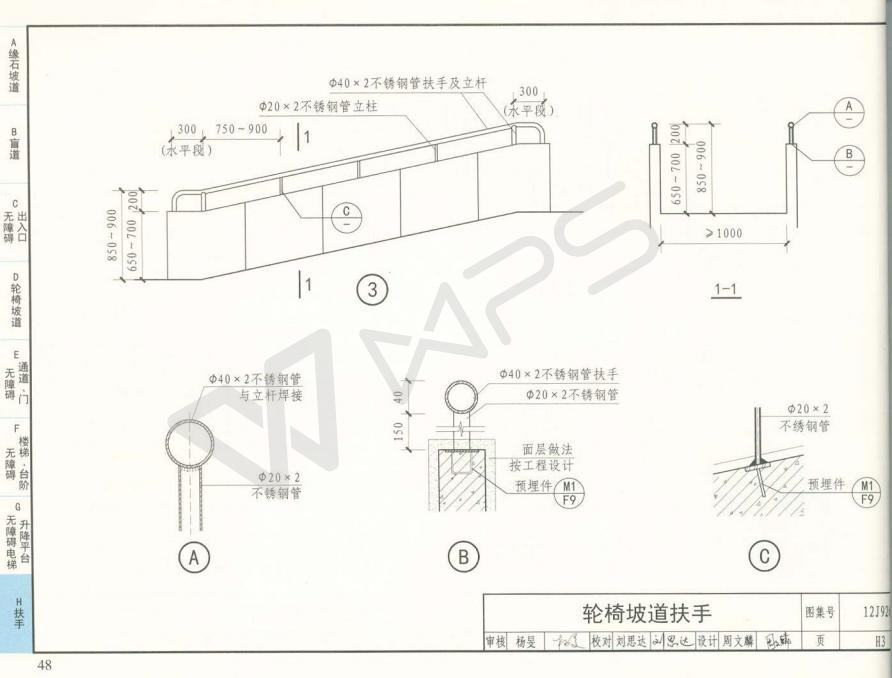 A 缘石坡道
B 盲道
C 出入口
无障碍
D 轮椅坡道
E 通道、门
无障碍
F 楼梯、台阶
无障碍
G 升降平台
无障碍电梯
H 扶手
Φ40×2不锈钢管扶手及立杆
300
(水平段)
Φ20×2不锈钢管立柱
300
(水平段)
750~900
1
200
850~900
650~700
C
—
1
3
A
—
B
—
200
650~700
850~900
≥1000
1-1
Φ40×2不锈钢管
与立杆焊接
Φ20×2
不锈钢管
A
Φ40×2不锈钢管扶手
Φ20×2不锈钢管
40
150
面层做法
按工程设计
预埋件
M1
F9
B
Φ20×2
不锈钢管
预埋件
M1
F9
C
轮椅坡道扶手
图集号
12J92
审核 杨旻 校对 刘思达 刘思达 设计 周文麟
页
H3
48
WPS